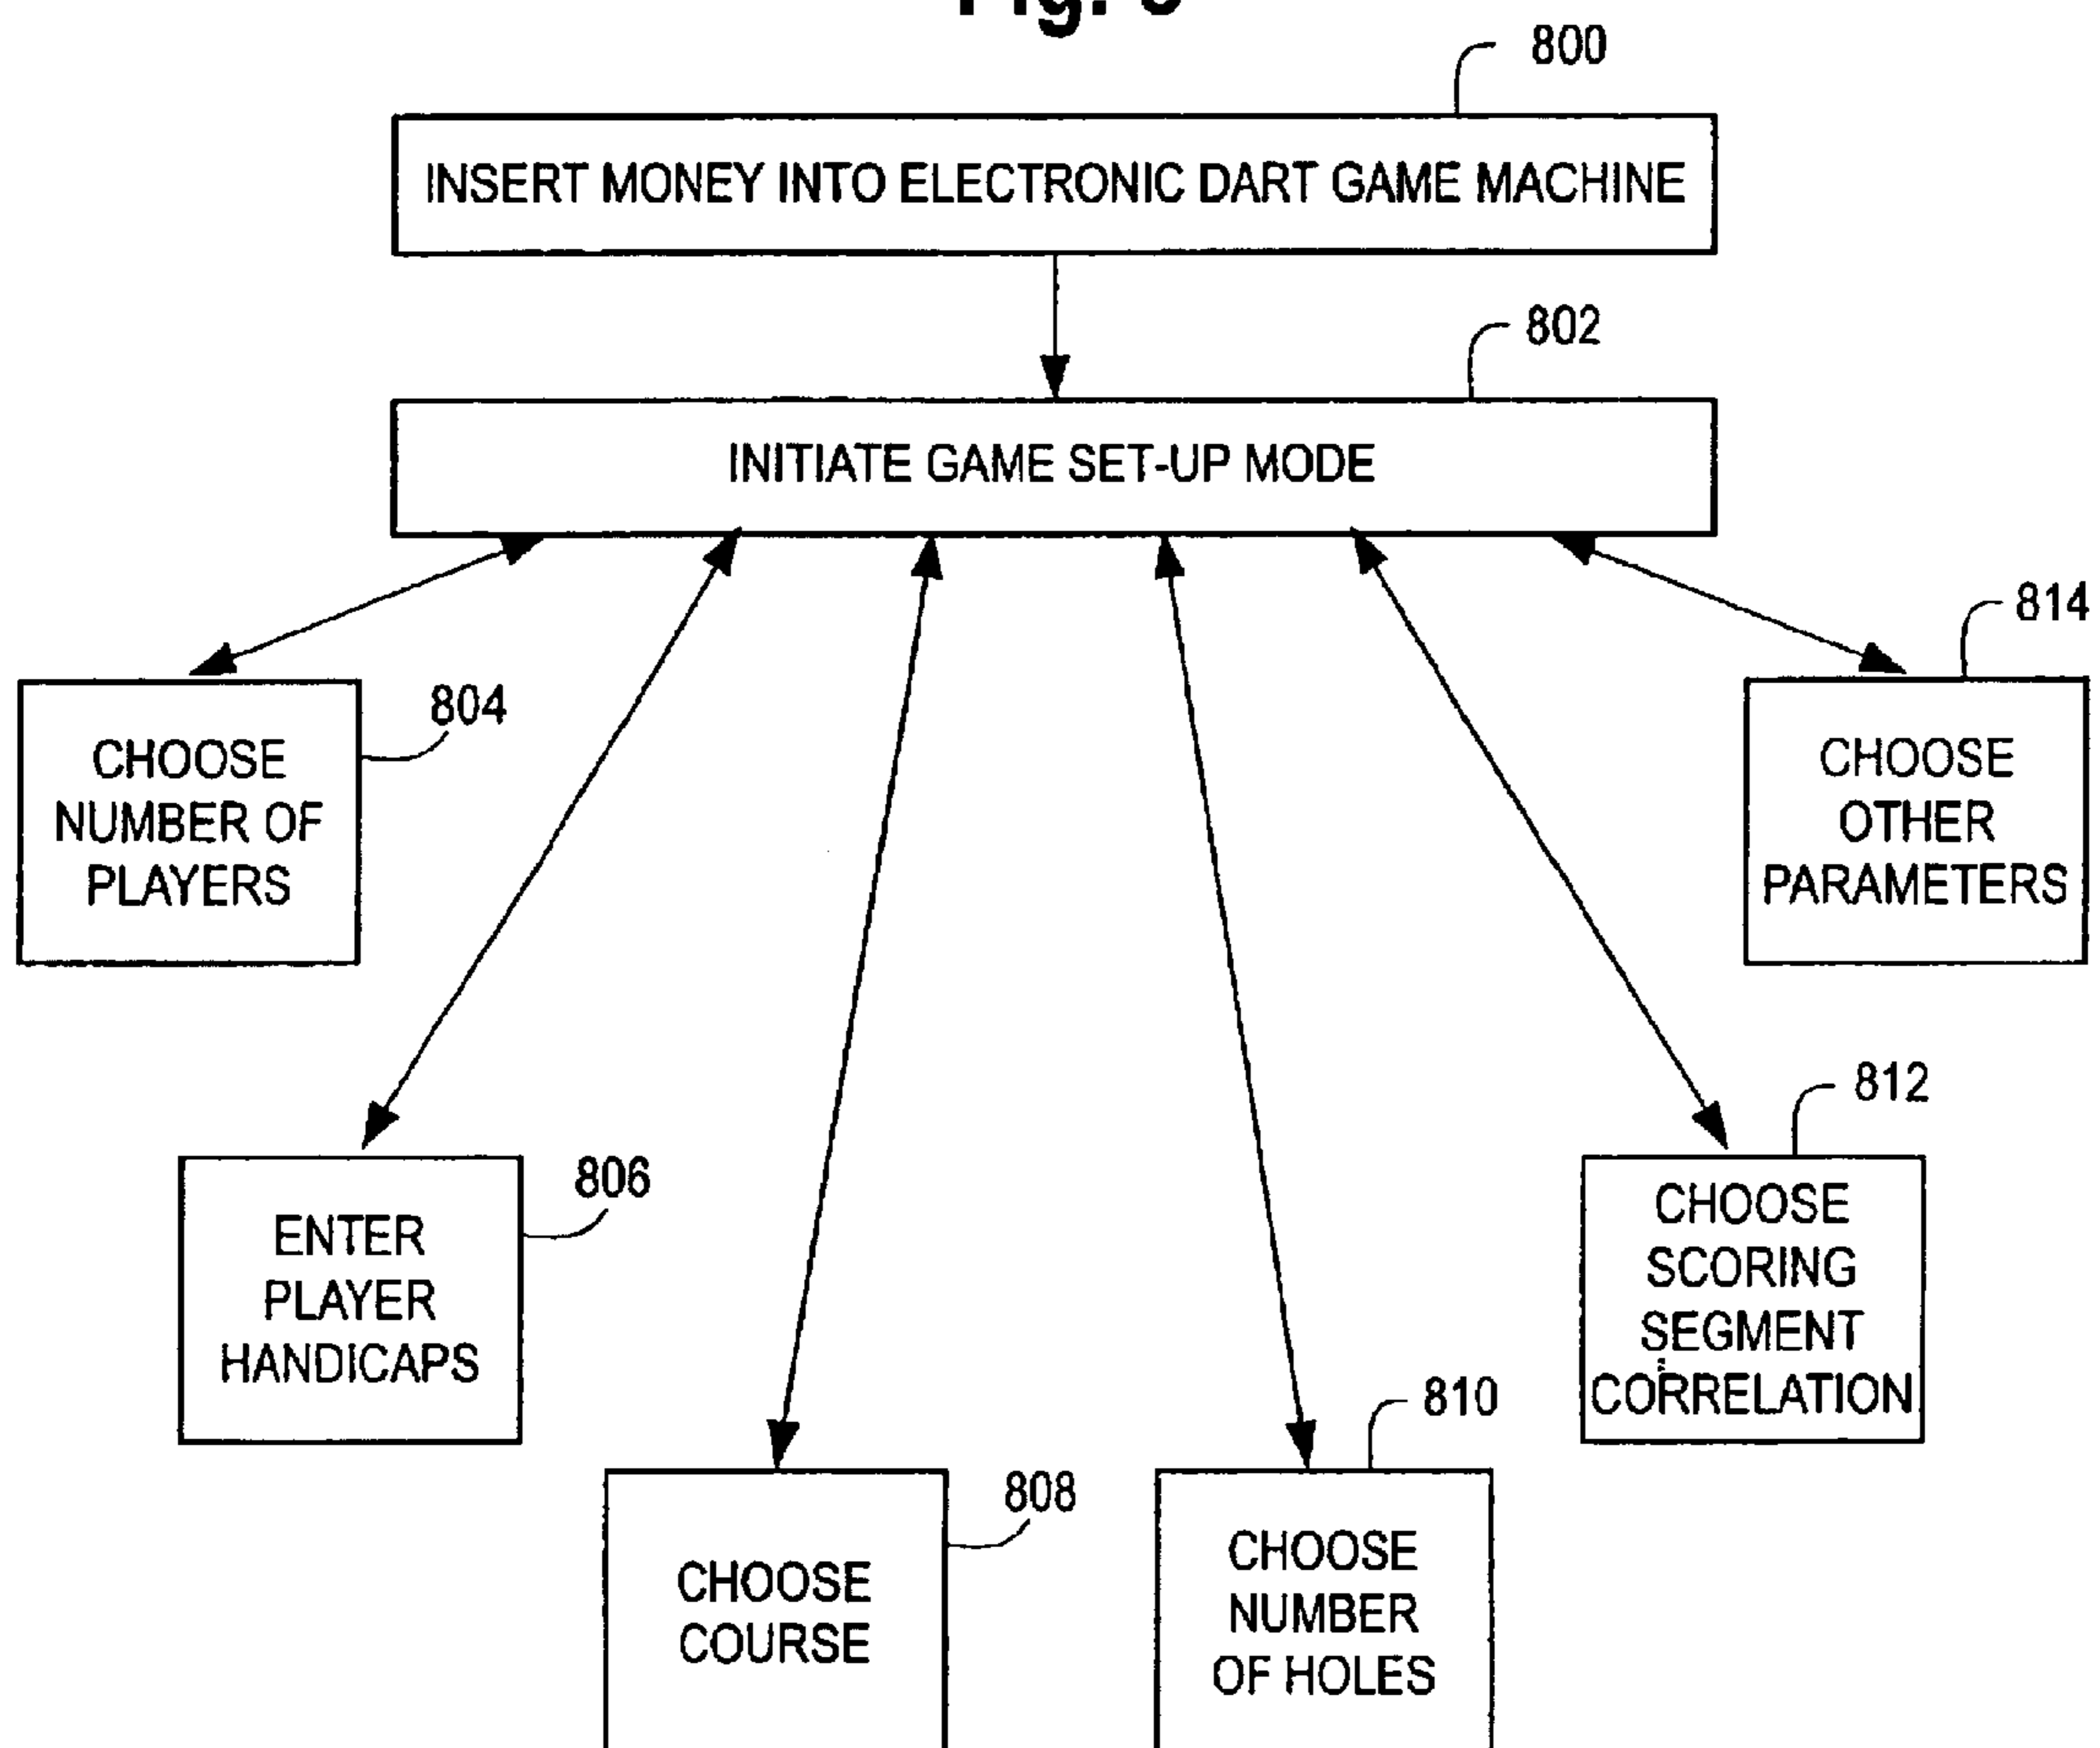 800
INSERT MONEY INTO ELECTRONIC DART GAME MACHINE
802
INITIATE GAME SET-UP MODE
814
804
CHOOSE
NUMBER OF
PLAYERS
CHOOSE
OTHER
PARAMETERS
812
806
ENTER
PLAYER
HANDICAPS
CHOOSE
SCORING
SEGMENT
CORRELATION
810
808
CHOOSE
COURSE
CHOOSE
NUMBER
OF HOLES